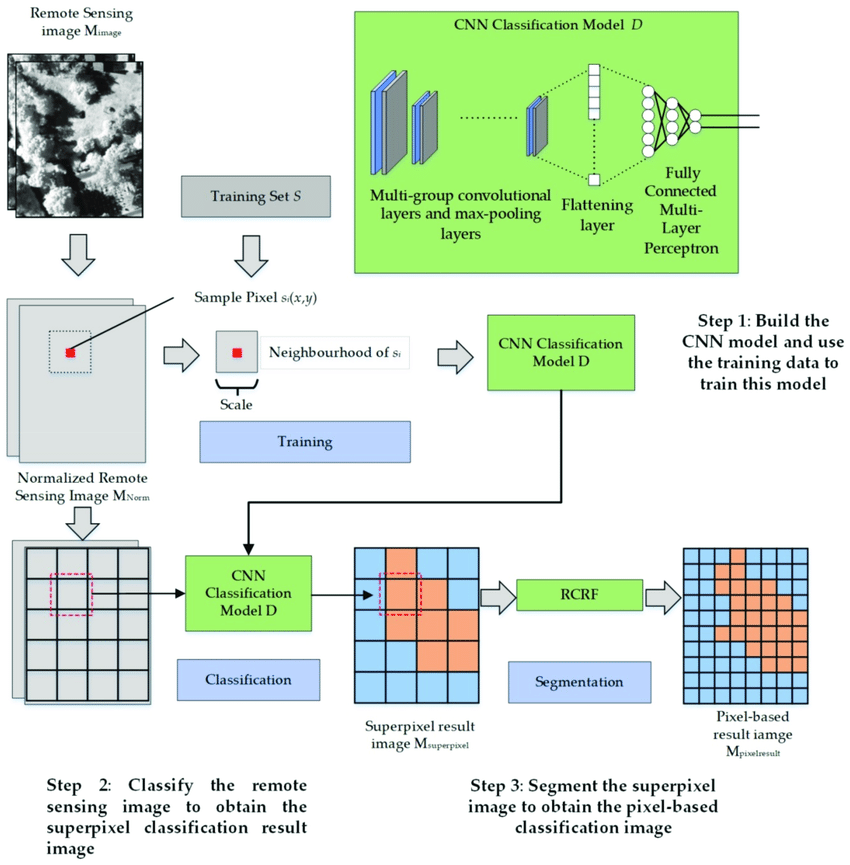 Remote Sensing
image Mimage
CNN Classification Model D
Multi-group convolutional
layers and max-pooling
layers
Flattening
layer
Fully
Connected
Multi-
Layer
Perceptron
Training Set S
Sample Pixel si(x,y)
Neighbourhood of si
Scale
CNN Classification
Model D
Step 1: Build the
CNN model and use
the training data to
train this model
Training
Normalized Remote
Sensing Image MNorm
CNN
Classification
Model D
RCRF
Classification
Segmentation
Superpixel result
image Msuperpixel
Pixel-based
result iamge
Mpixelresult
Step 2: Classify the remote
sensing image to obtain the
superpixel classification result
image
Step 3: Segment the superpixel
image to obtain the pixel-based
classification image